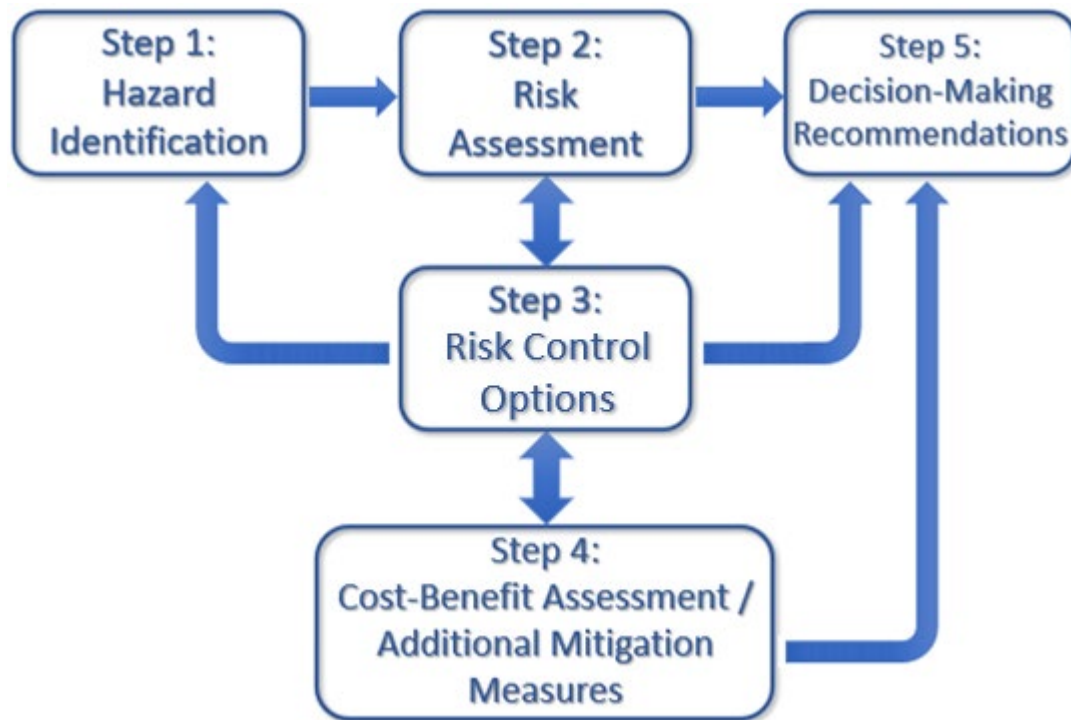 Step 1:
Hazard
Identification
Step 2:
Risk
Assessment
Step 5:
Decision-Making
Recommendations
Step 3:
Risk Control
Options
Step 4:
Cost-Benefit Assessment /
Additional Mitigation
Measures